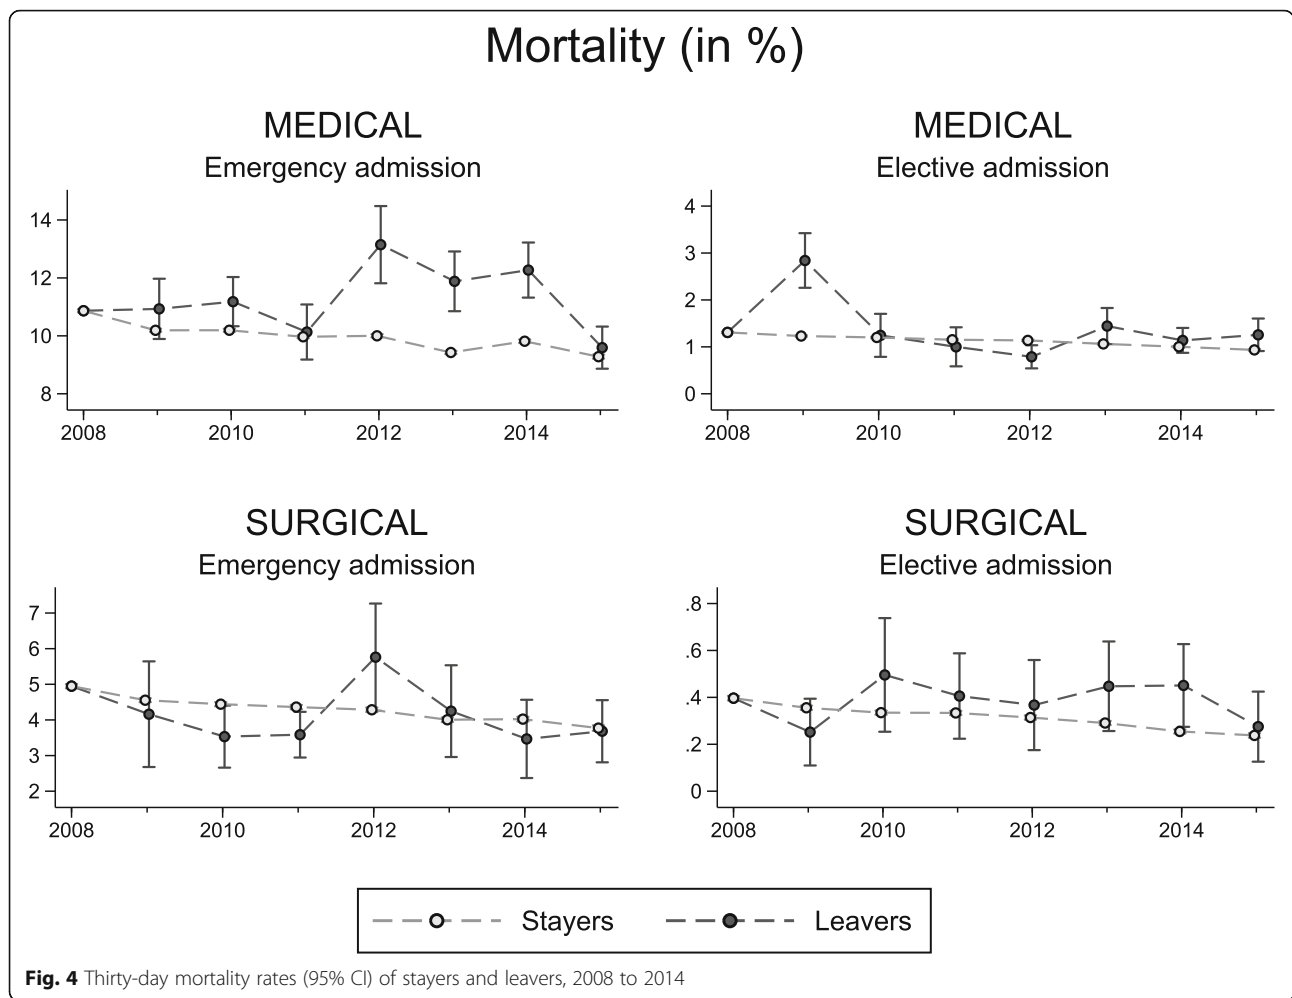 Mortality (in %)
MEDICAL
Emergency admission
14
12
10
8
2008 2010 2012 2014
MEDICAL
Elective admission
4
3
2
1
0
2008 2010 2012 2014
SURGICAL
Emergency admission
7
6
5
4
3
2
2008 2010 2012 2014
SURGICAL
Elective admission
.8
.6
.4
.2
0
2008 2010 2012 2014
Stayers Leavers
Fig. 4 Thirty-day mortality rates (95% CI) of stayers and leavers, 2008 to 2014